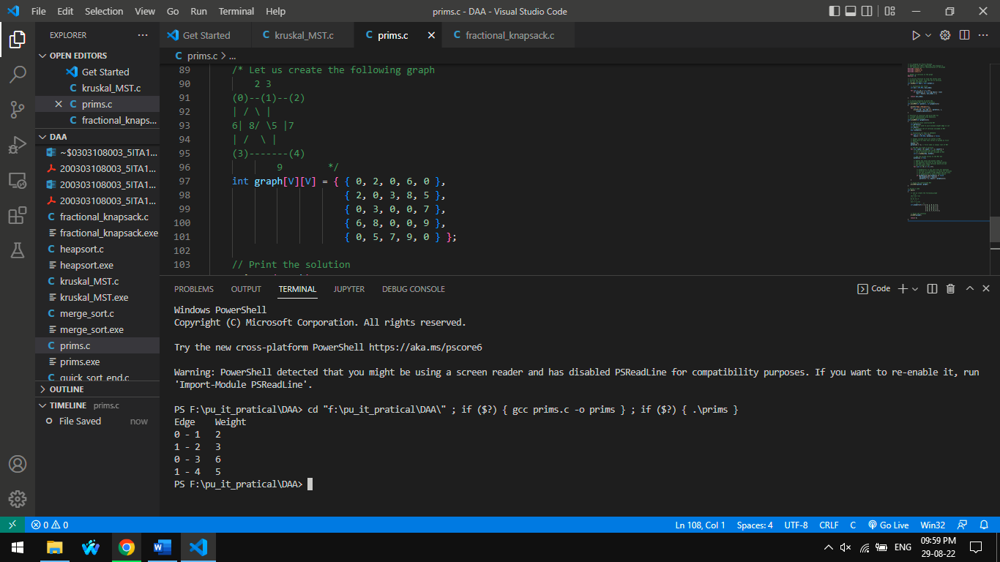 File Edit Selection View Go Run Terminal Help
prims.c - DAA - Visual Studio Code
EXPLORER
OPEN EDITORS
Get Started
kruskal_MST.c
prims.c
fractional_knaps...
DAA
~$0303108003_5ITA1...
200303108003_5ITA1...
200303108003_5ITA1...
200303108003_5ITA1...
fractional_knapsack.c
fractional_knapsack.exe
heapsort.c
heapsort.exe
kruskal_MST.c
kruskal_MST.exe
merge_sort.c
merge_sort.exe
prims.c
prims.exe
quick_sort_end.c
OUTLINE
TIMELINE prims.c
File Saved now
Get Started
kruskal_MST.c
prims.c
fractional_knapsack.c
prims.c > ...
89 /* Let us create the following graph
90 2 3
91 (0)--(1)--(2)
92 | / \ |
93 6| 8/ \5 |7
94 | / \ |
95 (3)-------(4)
96 9 */
97 int graph[V][V] = { { 0, 2, 0, 6, 0 },
98 { 2, 0, 3, 8, 5 },
99 { 0, 3, 0, 0, 7 },
100 { 6, 8, 0, 0, 9 },
101 { 0, 5, 7, 9, 0 } };
102
103 // Print the solution
PROBLEMS OUTPUT TERMINAL JUPYTER DEBUG CONSOLE
Code
Windows PowerShell
Copyright (C) Microsoft Corporation. All rights reserved.
Try the new cross-platform PowerShell https://aka.ms/pscore6
Warning: PowerShell detected that you might be using a screen reader and has disabled PSReadLine for compatibility purposes. If you want to re-enable it, run
'Import-Module PSReadLine'.
PS F:\pu_it_pratical\DAA> cd "f:\pu_it_pratical\DAA\" ; if ($?) { gcc prims.c -o prims } ; if ($?) { .\prims }
Edge Weight
0 - 1 2
1 - 2 3
0 - 3 6
1 - 4 5
PS F:\pu_it_pratical\DAA>
0 0
Ln 108, Col 1 Spaces: 4 UTF-8 CRLF C Go Live Win32
ENG
09:59 PM
29-08-22